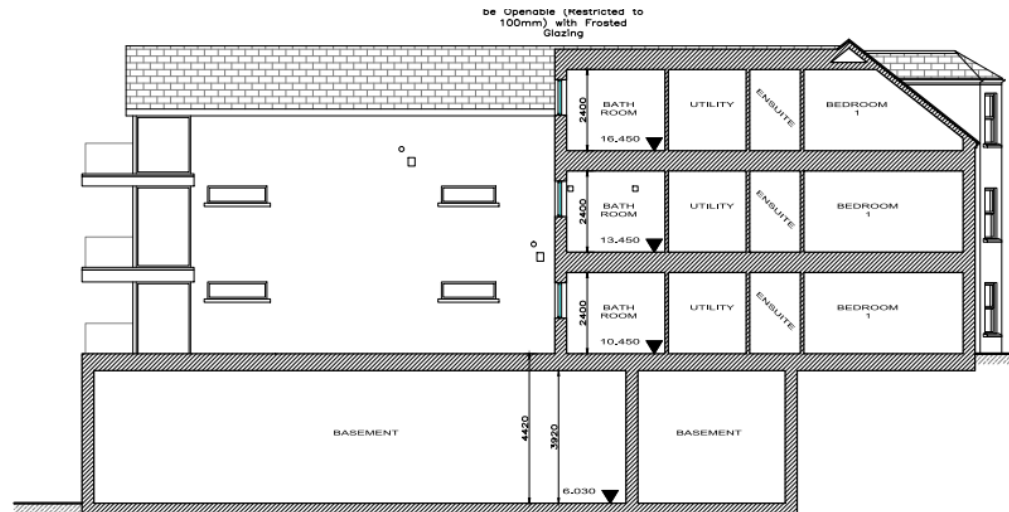 be Openable (Restricted to
100mm) with Frosted
Glazing
2400
BATH
ROOM
16.450
UTILITY
ENSUITE
BEDROOM
1
2400
BATH
ROOM
13.450
UTILITY
ENSUITE
BEDROOM
1
2400
BATH
ROOM
10.450
UTILITY
ENSUITE
BEDROOM
1
BASEMENT
4420
3920
6.030
BASEMENT